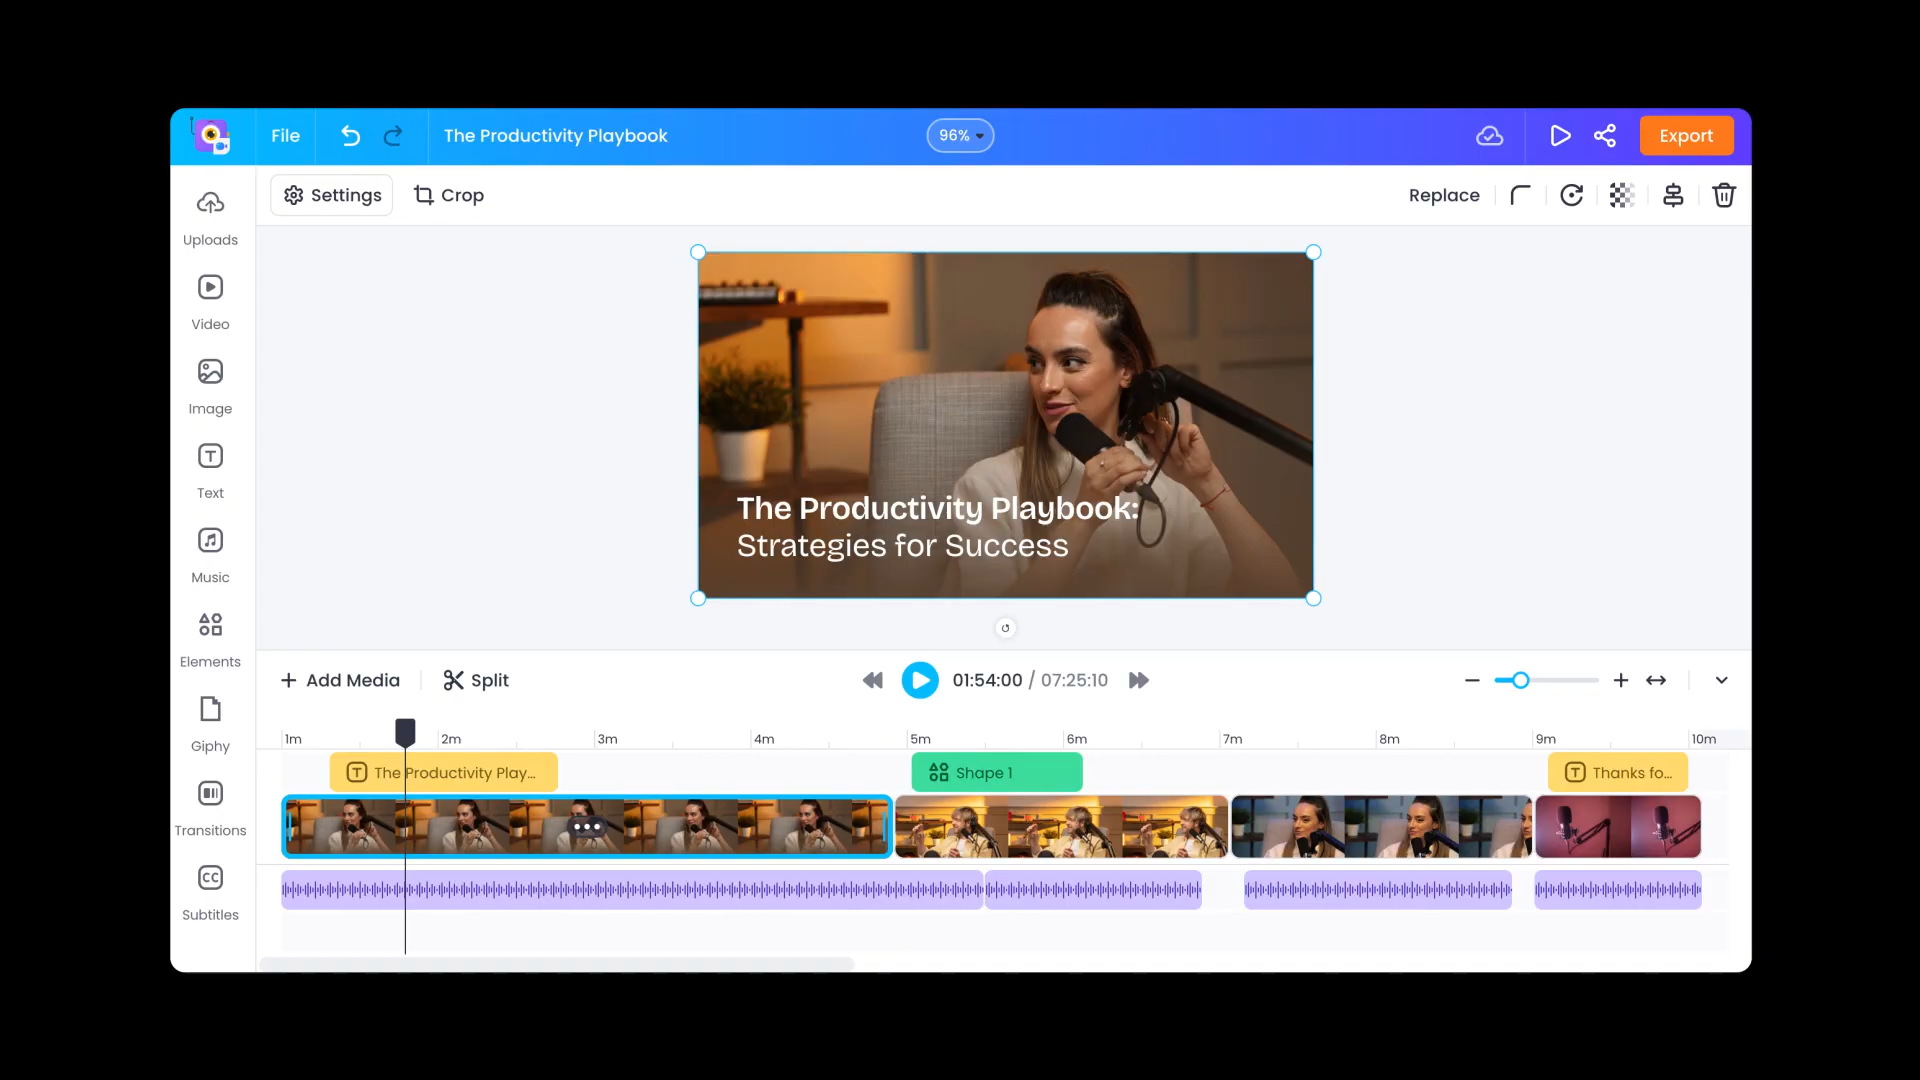 File
The Productivity Playbook
96%
Export
Settings
Crop
Replace
Uploads
Video
Image
Text
Music
Elements
Giphy
Transitions
CC
Subtitles
The Productivity Playbook:
Strategies for Success
Add Media
Split
01:54:00 / 07:25:10
1m 2m 3m 4m 5m 6m 7m 8m 9m 10m
T The Productivity Play...
Shape 1
T Thanks fo...